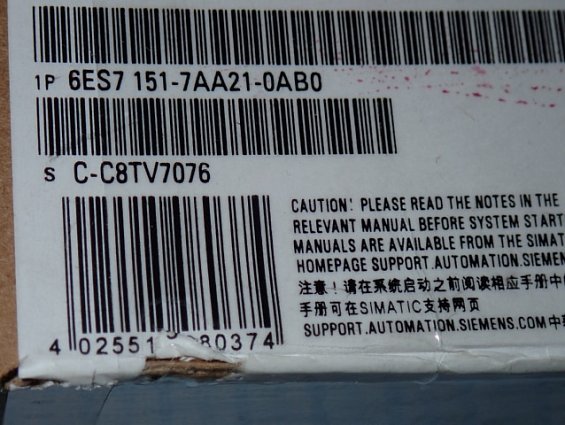 1P 6ES7 151-7AA21-0AB0
S C-C8TV7076
CAUTION! PLEASE READ THE NOTES IN THE
RELEVANT MANUAL BEFORE SYSTEM START
MANUALS ARE AVAILABLE FROM THE SIMAT
HOMEPAGE SUPPORT.AUTOMATION.SIEMEN
注意！请在系统启动之前阅读相应手册中
手册可在SIMATIC支持网页
SUPPORT.AUTOMATION.SIEMENS.COM中
4 02551 80374